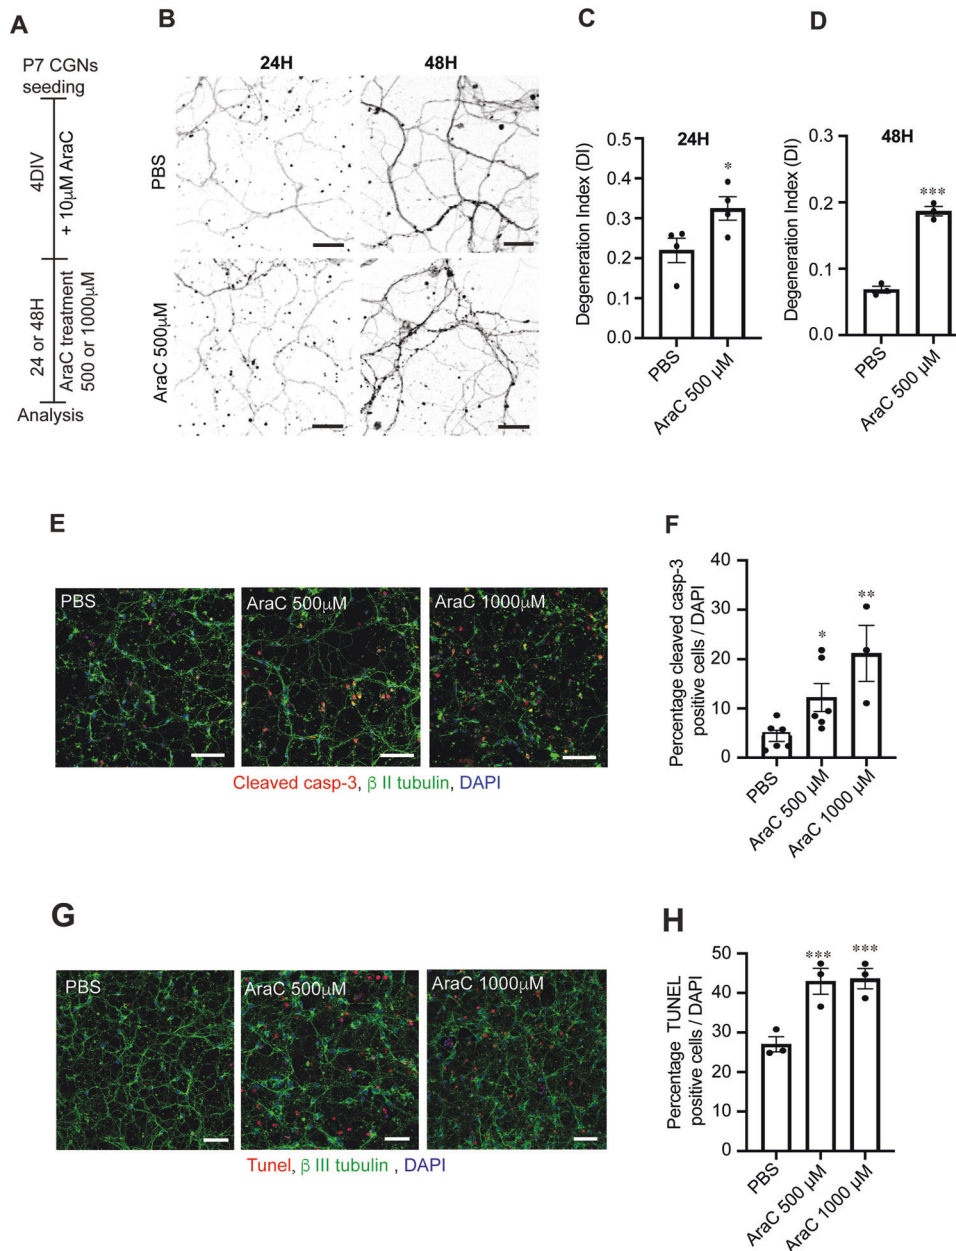 A
P7 CGNs
seeding
4DIV
+ 10μM AraC
24 or 48H
AraC treatment
500 or 1000μM
Analysis
B
24H
48H
PBS
AraC 500μM
C
24H
Degeneration Index (DI)
0.5
0.4
0.3
0.2
0.1
0.0
*
PBS
AraC 500 μM
D
48H
Degeneration Index (DI)
0.3
0.2
0.1
0.0
***
PBS
AraC 500 μM
E
PBS
AraC 500μM
AraC 1000μM
Cleaved casp-3, β II tubulin, DAPI
F
Percentage cleaved casp-3
positive cells / DAPI
40
30
20
10
0
*
**
PBS
AraC 500 μM
AraC 1000 μM
G
PBS
AraC 500μM
AraC 1000μM
Tunel, β III tubulin , DAPI
H
Percentage TUNEL
positive cells / DAPI
50
40
30
20
10
0
***
***
PBS
AraC 500 μM
AraC 1000 μM